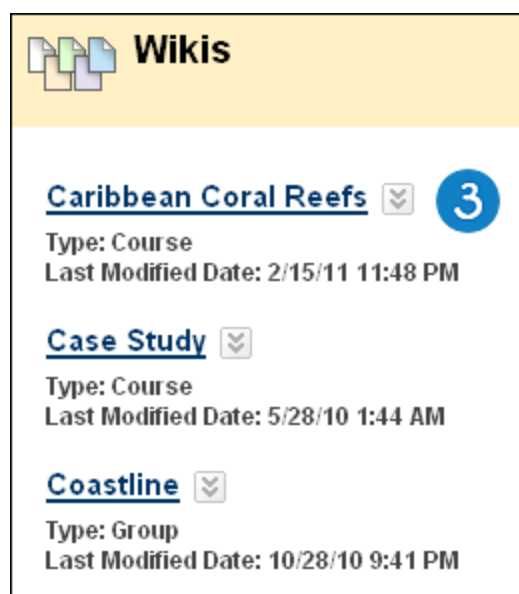 Wikis
Caribbean Coral Reefs 3
Type: Course
Last Modified Date: 2/15/11 11:48 PM
Case Study
Type: Course
Last Modified Date: 5/28/10 1:44 AM
Coastline
Type: Group
Last Modified Date: 10/28/10 9:41 PM